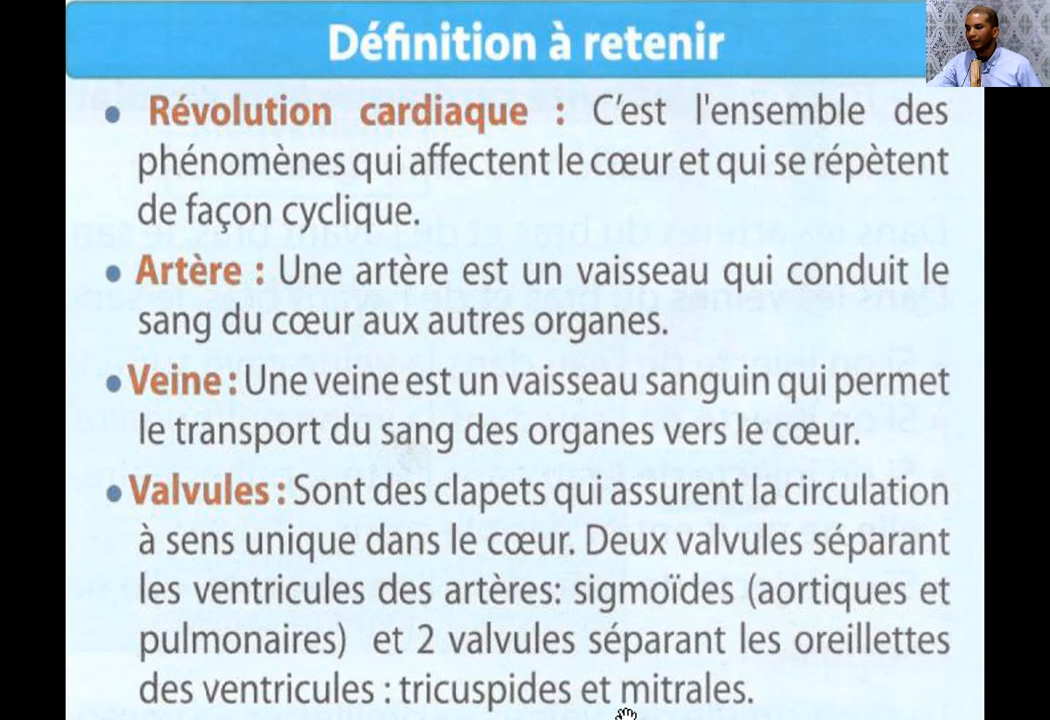 Définition à retenir
• Révolution cardiaque : C'est l'ensemble des
phénomènes qui affectent le cœur et qui se répètent
de façon cyclique.
• Artère : Une artère est un vaisseau qui conduit le
sang du cœur aux autres organes.
• Veine : Une veine est un vaisseau sanguin qui permet
le transport du sang des organes vers le cœur.
• Valvules : Sont des clapets qui assurent la circulation
à sens unique dans le cœur. Deux valvules séparant
les ventricules des artères: sigmoïdes (aortiques et
pulmonaires) et 2 valvules séparant les oreillettes
des ventricules : tricuspides et mitrales.